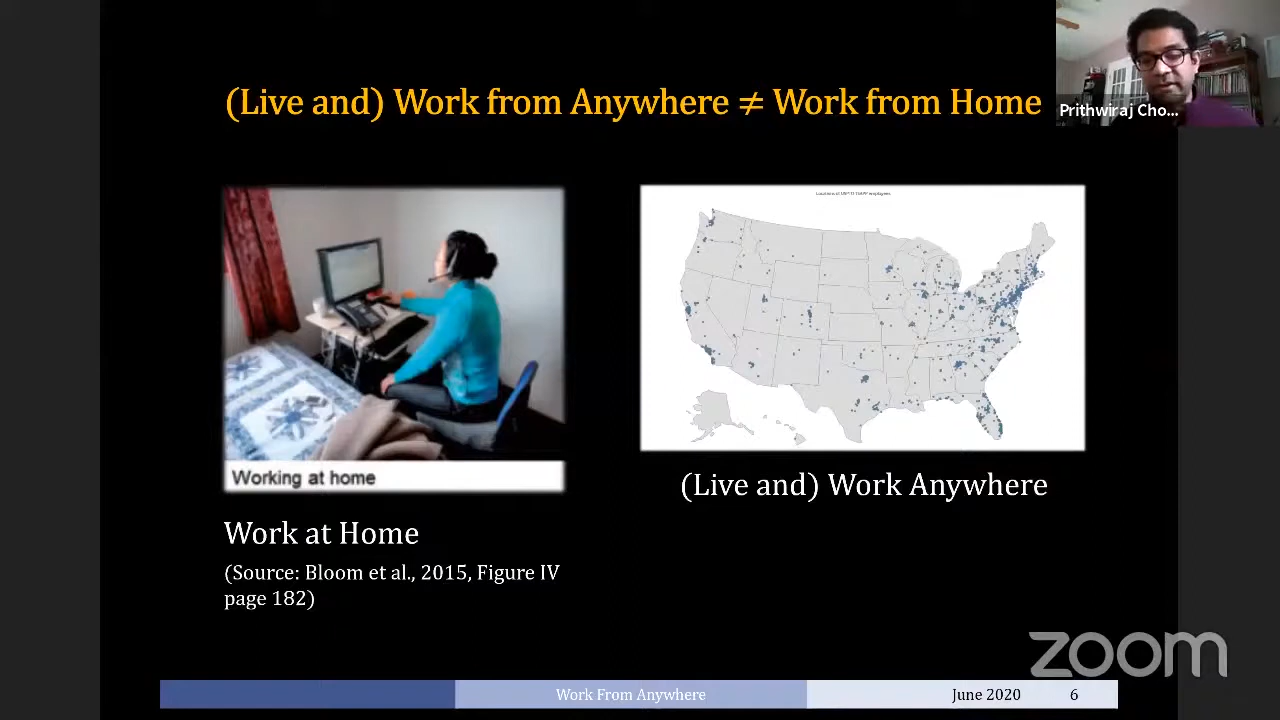 (Live and) Work from Anywhere ≠ Work from Home
Prithwiraj Cho...
Working at home
(Live and) Work Anywhere
Work at Home
(Source: Bloom et al., 2015, Figure IV
page 182)
zoom
Work From Anywhere
June 2020
6